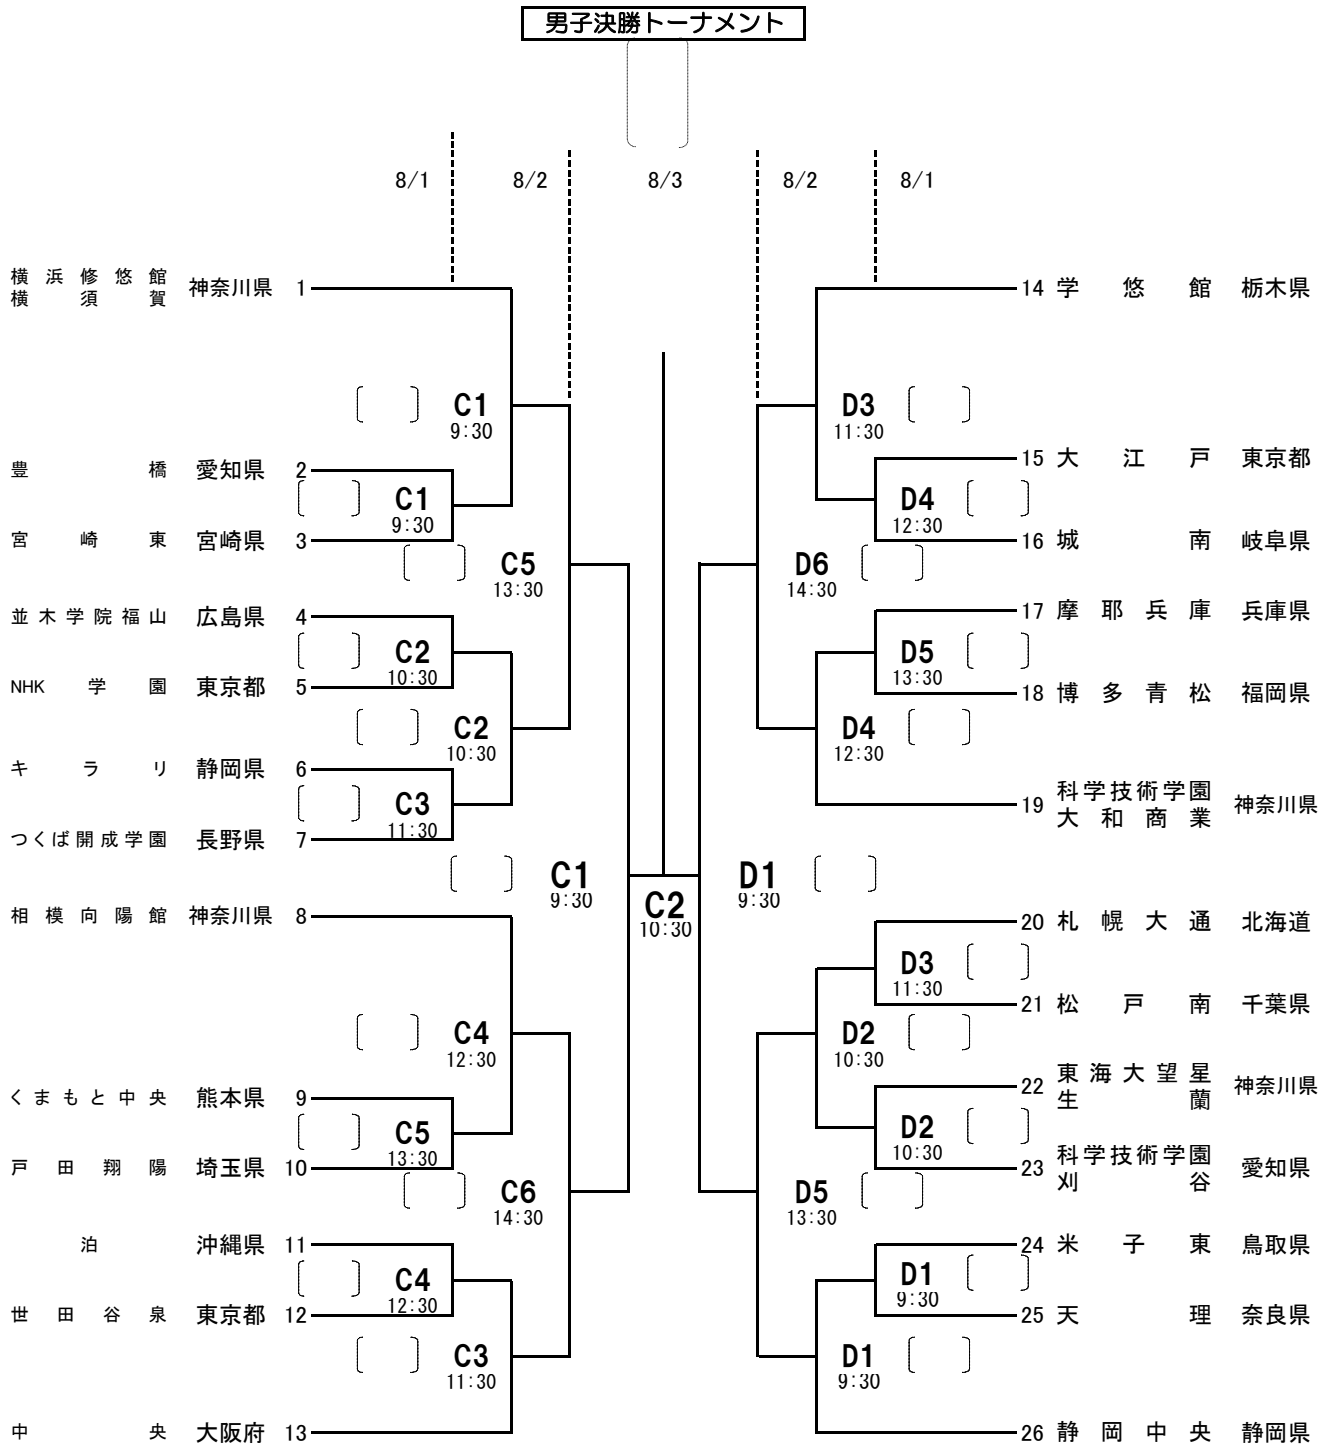 男子決勝トーナメント
8/1 8/2 8/3 8/2 8/1
横浜修悠館
横須賀 神奈川県 1
C1
9:30
豊橋 愛知県 2
C1
9:30
宮崎東 宮崎県 3
C5
13:30
並木学院福山 広島県 4
C2
10:30
NHK学園 東京都 5
C2
10:30
キラリ 静岡県 6
C3
11:30
つくば開成学園 長野県 7
C1
9:30
相模向陽館 神奈川県 8
C4
12:30
くまもと中央 熊本県 9
C5
13:30
戸田翔陽 埼玉県 10
C6
14:30
泊 沖縄県 11
C4
12:30
世田谷泉 東京都 12
C3
11:30
中央 大阪府 13
C2
10:30
14 学悠館 栃木県
D3
11:30
15 大江戸 東京都
D4
12:30
16 城南 岐阜県
D6
14:30
17 摩耶兵庫 兵庫県
D5
13:30
18 博多青松 福岡県
D4
12:30
19 科学技術学園
大和商業 神奈川県
D1
9:30
20 札幌大通 北海道
D3
11:30
21 松戸南 千葉県
D2
10:30
22 東海大望星
生蘭 神奈川県
D2
10:30
23 科学技術学園
刈谷 愛知県
D5
13:30
24 米子東 鳥取県
D1
9:30
25 天理 奈良県
D1
9:30
26 静岡中央 静岡県